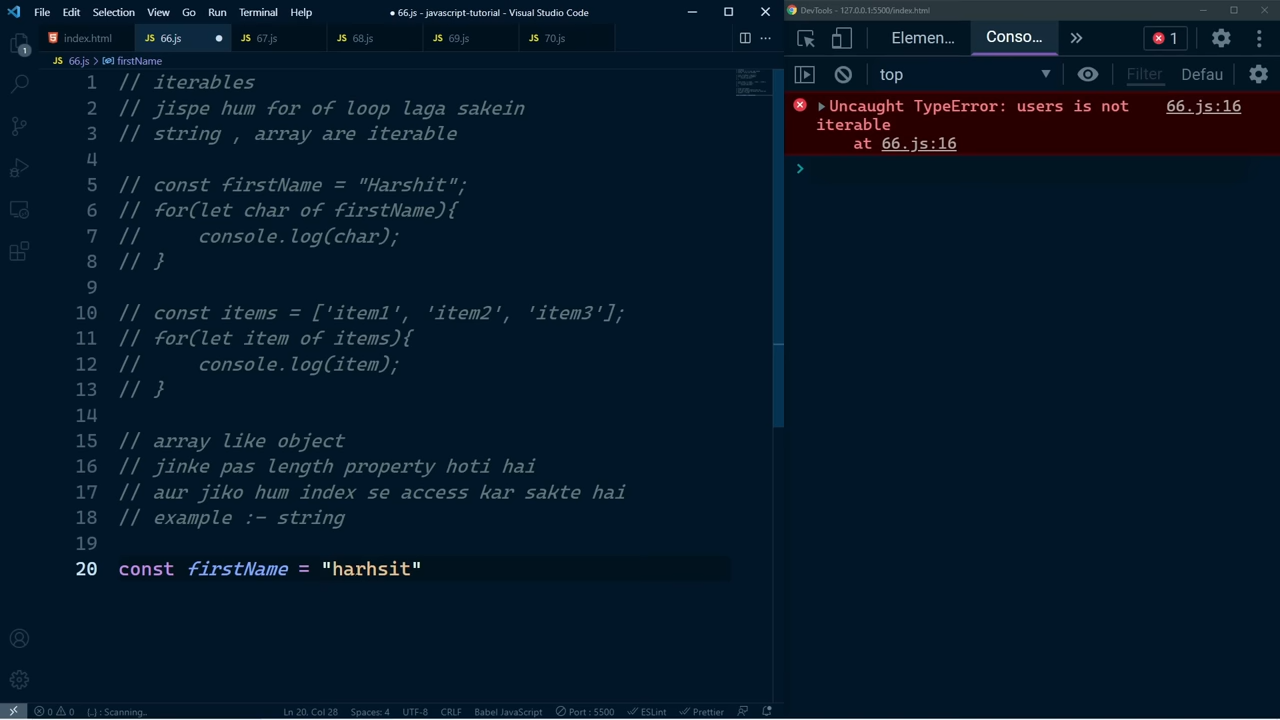 File Edit Selection View Go Run Terminal Help
● 66.js - javascript-tutorial - Visual Studio Code
DevTools - 127.0.0.1:5500/index.html
index.html
JS 66.js ●
JS 67.js
JS 68.js
JS 69.js
JS 70.js
Elemen... Conso... » 1
JS 66.js > firstName
top Filter Defau
1 // iterables
2 // jispe hum for of loop laga sakein
3 // string , array are iterable
4
5 // const firstName = "Harshit";
6 // for(let char of firstName){
7 //     console.log(char);
8 // }
9
10 // const items = ['item1', 'item2', 'item3'];
11 // for(let item of items){
12 //     console.log(item);
13 // }
14
15 // array like object
16 // jinke pas length property hoti hai
17 // aur jiko hum index se access kar sakte hai
18 // example :- string
19
20 const firstName = "harhsit"
Uncaught TypeError: users is not 66.js:16
iterable
at 66.js:16
>
1
0 0 {..} : Scanning.. Ln 20, Col 28 Spaces: 4 UTF-8 CRLF Babel JavaScript Port : 5500 ESLint Prettier